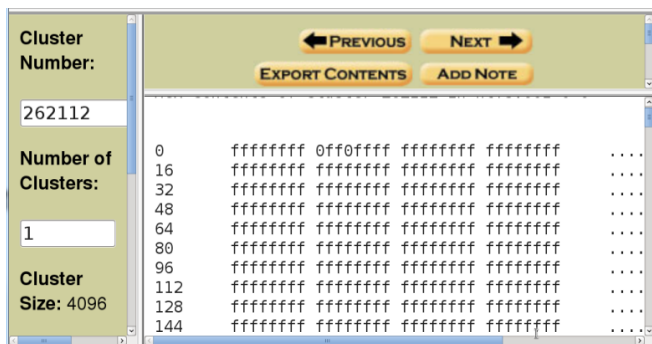 Cluster
Number:
262112
Number of
Clusters:
1
Cluster
Size: 4096
PREVIOUS NEXT
EXPORT CONTENTS ADD NOTE
0 ffffffff 0ff0ffff ffffffff ffffffff ....
16 ffffffff ffffffff ffffffff ffffffff ....
32 ffffffff ffffffff ffffffff ffffffff ....
48 ffffffff ffffffff ffffffff ffffffff ....
64 ffffffff ffffffff ffffffff ffffffff ....
80 ffffffff ffffffff ffffffff ffffffff ....
96 ffffffff ffffffff ffffffff ffffffff ....
112 ffffffff ffffffff ffffffff ffffffff ....
128 ffffffff ffffffff ffffffff ffffffff ....
144 ffffffff ffffffff ffffffff ffffffff ....